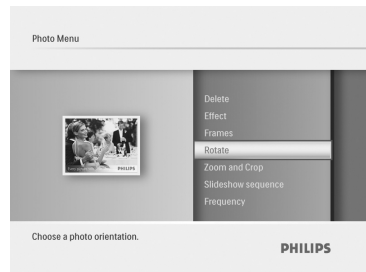 Photo Menu
PHILIPS
Delete
Effect
Frames
Rotate
Zoom and Crop
Slideshow sequence
Frequency
Choose a photo orientation.
PHILIPS